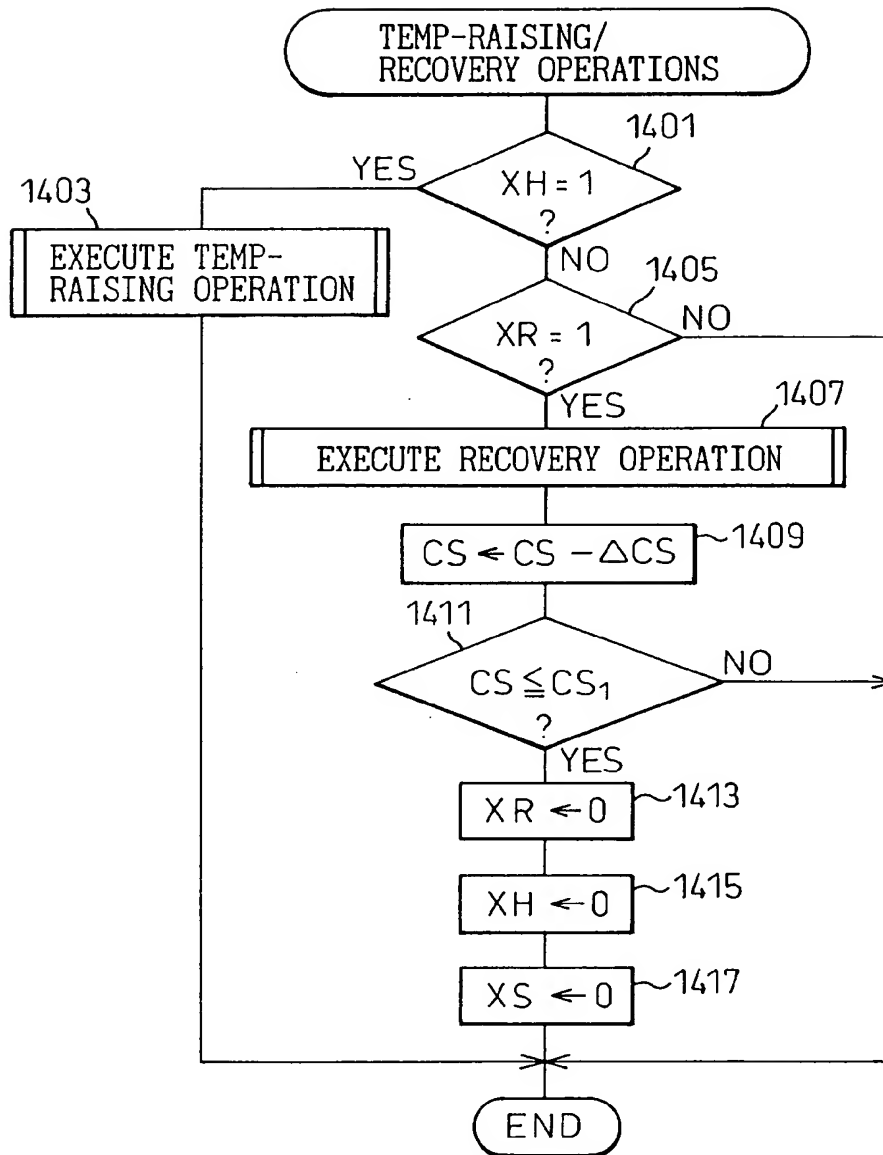 TEMP-RAISING/
RECOVERY OPERATIONS
1401
YES
XH = 1
?
1403
NO
EXECUTE TEMP-
RAISING OPERATION
1405
NO
XR = 1
?
YES
1407
EXECUTE RECOVERY OPERATION
CS ← CS - △CS
1409
1411
NO
CS ≦ CS₁
?
YES
XR ← 0
1413
XH ← 0
1415
XS ← 0
1417
END